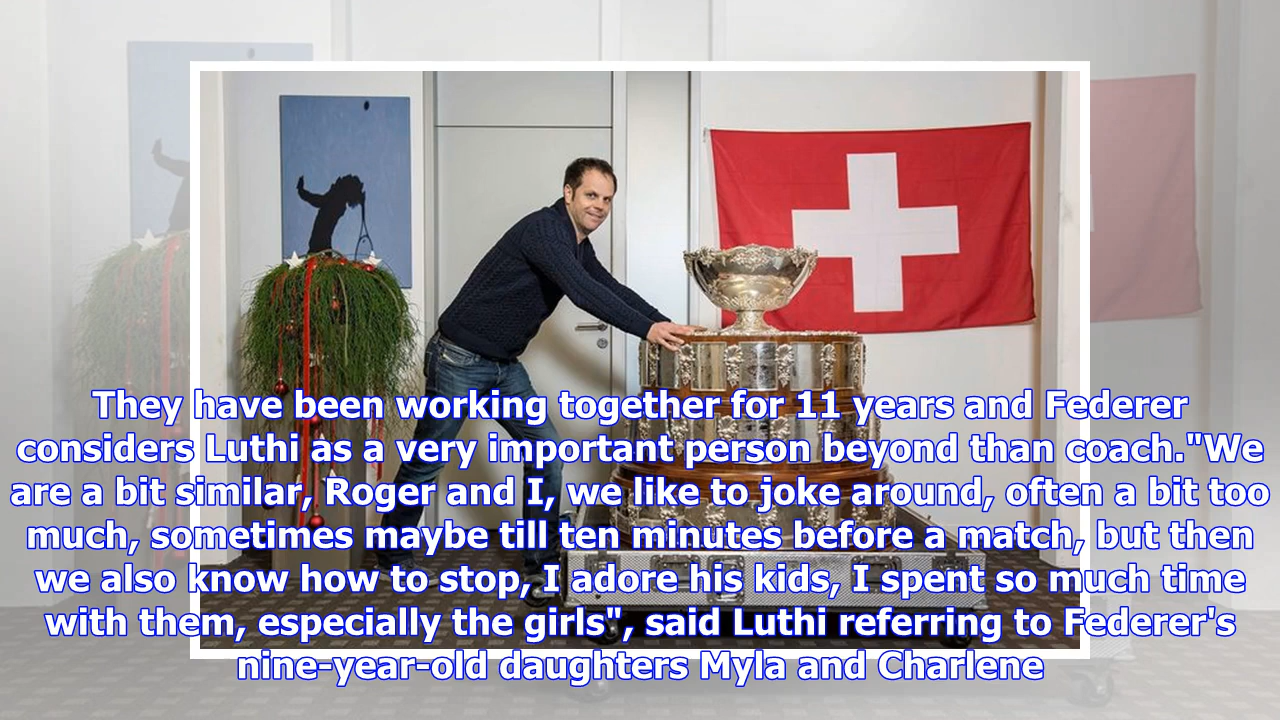 They have been working together for 11 years and Federer
considers Luthi as a very important person beyond than coach."We
are a bit similar, Roger and I, we like to joke around, often a bit too
much, sometimes maybe till ten minutes before a match, but then
we also know how to stop, I adore his kids, I spent so much time
with them, especially the girls", said Luthi referring to Federer's
nine-year-old daughters Myla and Charlene